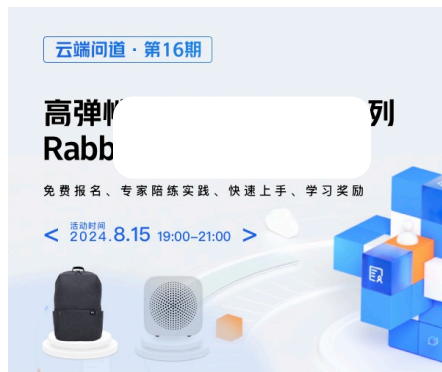 云端问道·第16期
高弹 列
Rabb
免费报名、专家陪练实践、快速上手、学习奖励
活动时间
< 2024.8.15 19:00-21:00 >